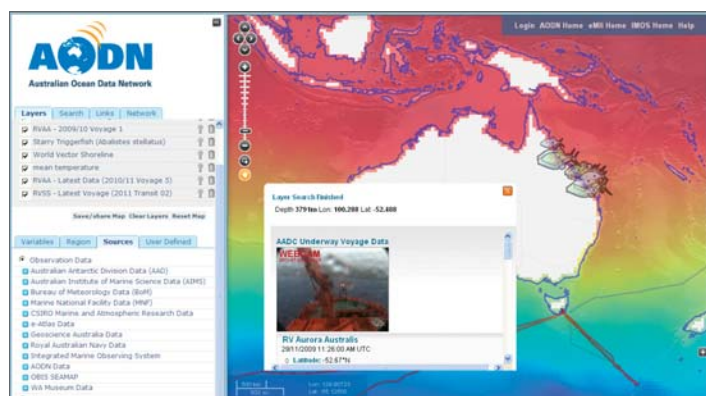 AODN
Australian Ocean Data Network
Layers Search Links Network
RVAA - 2009/10 Voyage 1
Starry Triggerfish (Abalistes stellatus)
World Vector Shoreline
mean temperature
RVAA - Latest Data (2010/11 Voyage 5)
RVSS - Latest Voyage (2011 Transit 02)
Save/share Map Clear Layers Reset Map
Variables Region Sources User Defined
Observation Data
Australian Antarctic Division Data (AAD)
Australian Institute of Marine Science Data (AIMS)
Bureau of Meteorology Data (BoM)
Marine National Facility Data (MNF)
CSIRO Marine and Atmospheric Research Data
e-Atlas Data
Geoscience Australia Data
Royal Australian Navy Data
Integrated Marine Observing System
AODN Data
OBIS SEAMAP
WA Museum Data
Login AODN Home eMII Home IMOS Home Help
Layer Search Finished
Depth 379m Lon: 100.208 Lat: -52.408
AADC Underway Voyage Data
WEBCAM
RV Aurora Australis
29/11/2009 11:26:00 AM UTC
Latitude: -52.67°N